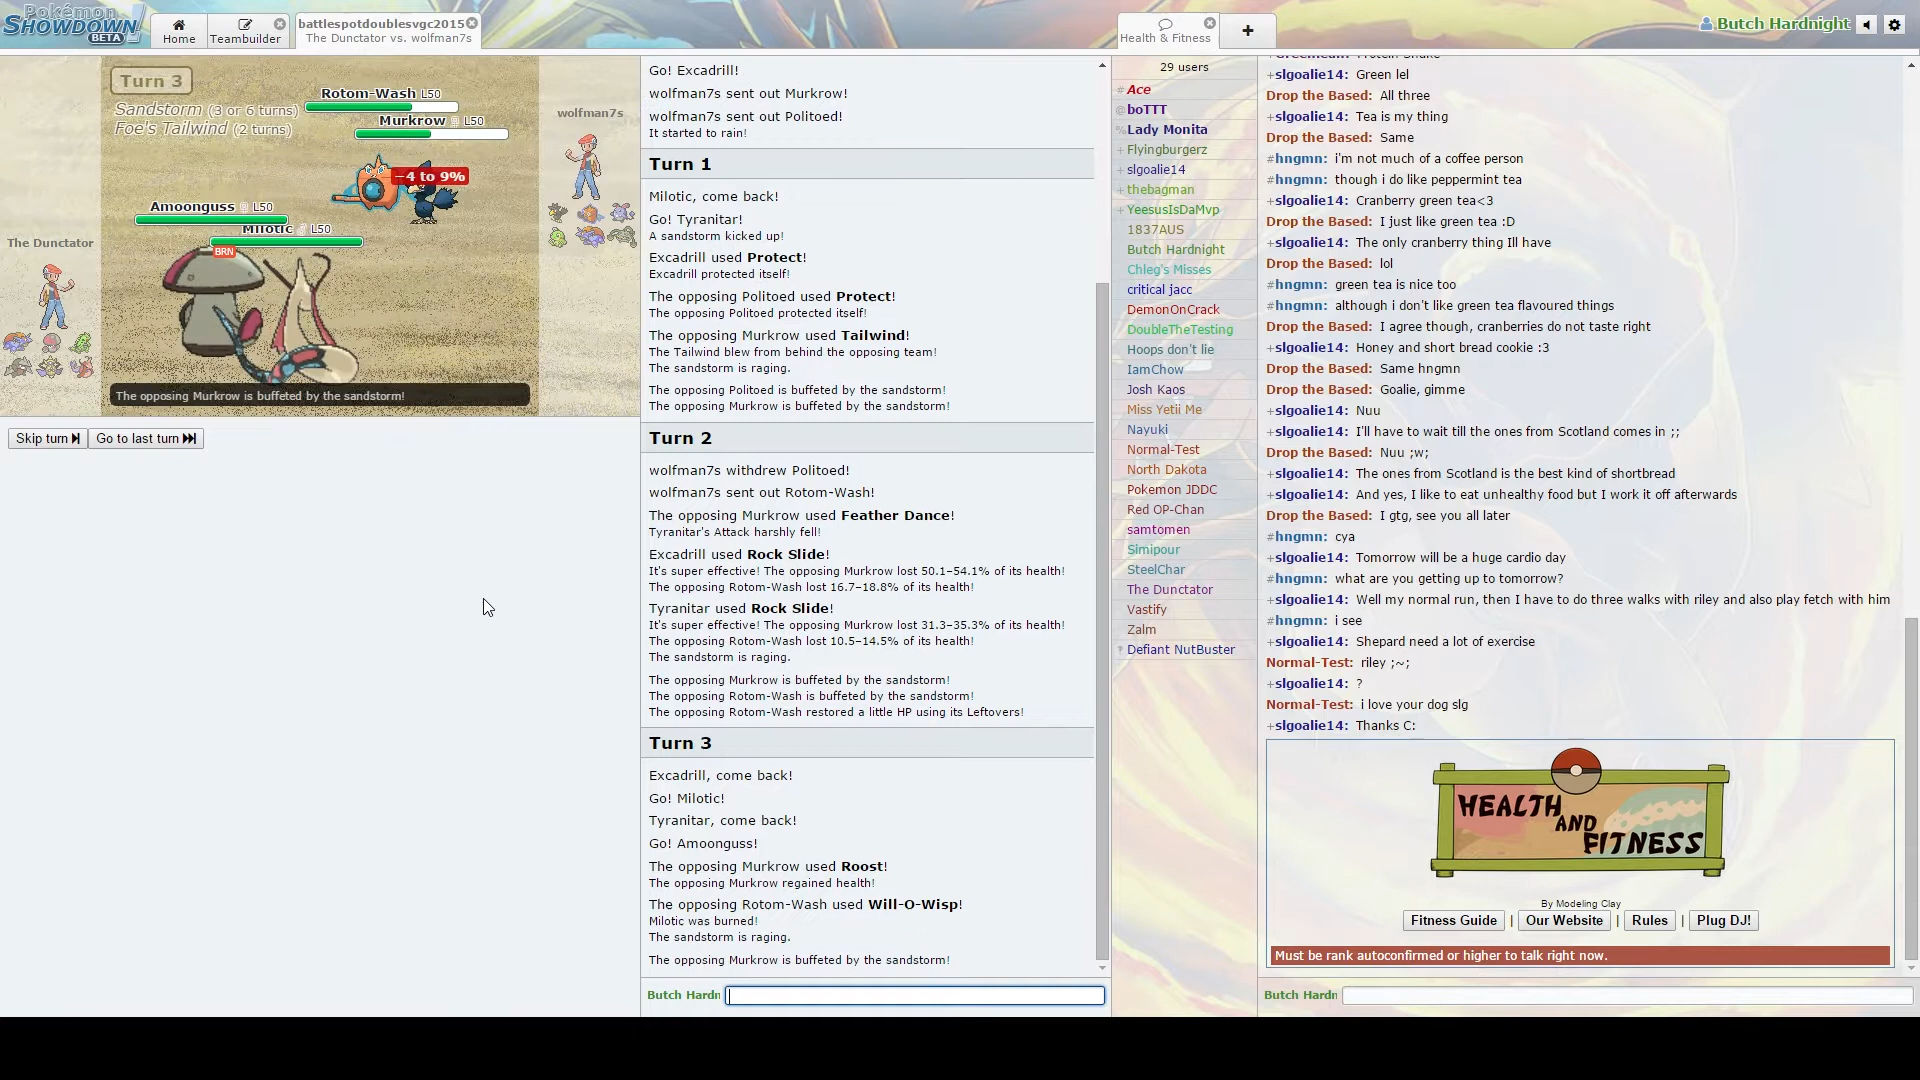 Pokémon
SHOWDOWN
BETA
Home
Teambuilder
battlespotdoublesvgc2015
The Dunctator vs. wolfman7s
Health & Fitness
+
Butch Hardnight
Turn 3
Sandstorm (3 or 6 turns)
Foe's Tailwind (2 turns)
Rotom-Wash L50
Murkrow ♀ L50
−4 to 9%
Amoonguss ♀ L50
Milotic ♂ L50
BRN
The Dunctator
wolfman7s
The opposing Murkrow is buffeted by the sandstorm!
Skip turn
Go to last turn
Go! Excadrill!
wolfman7s sent out Murkrow!
wolfman7s sent out Politoed!
It started to rain!
Turn 1
Milotic, come back!
Go! Tyranitar!
A sandstorm kicked up!
Excadrill used Protect!
Excadrill protected itself!
The opposing Politoed used Protect!
The opposing Politoed protected itself!
The opposing Murkrow used Tailwind!
The Tailwind blew from behind the opposing team!
The sandstorm is raging.
The opposing Politoed is buffeted by the sandstorm!
The opposing Murkrow is buffeted by the sandstorm!
Turn 2
wolfman7s withdrew Politoed!
wolfman7s sent out Rotom-Wash!
The opposing Murkrow used Feather Dance!
Tyranitar's Attack harshly fell!
Excadrill used Rock Slide!
It's super effective! The opposing Murkrow lost 50.1–54.1% of its health!
The opposing Rotom-Wash lost 16.7–18.8% of its health!
Tyranitar used Rock Slide!
It's super effective! The opposing Murkrow lost 31.3–35.3% of its health!
The opposing Rotom-Wash lost 10.5–14.5% of its health!
The sandstorm is raging.
The opposing Murkrow is buffeted by the sandstorm!
The opposing Rotom-Wash is buffeted by the sandstorm!
The opposing Rotom-Wash restored a little HP using its Leftovers!
Turn 3
Excadrill, come back!
Go! Milotic!
Tyranitar, come back!
Go! Amoonguss!
The opposing Murkrow used Roost!
The opposing Murkrow regained health!
The opposing Rotom-Wash used Will-O-Wisp!
Milotic was burned!
The sandstorm is raging.
The opposing Murkrow is buffeted by the sandstorm!
Butch Hardn
29 users
#Ace
@boTTT
%Lady Monita
+Flyingburgerz
+slgoalie14
+thebagman
+YeesusIsDaMvp
1837AUS
Butch Hardnight
Chleg's Misses
critical jacc
DemonOnCrack
DoubleTheTesting
Hoops don't lie
IamChow
Josh Kaos
Miss Yetii Me
Nayuki
Normal-Test
North Dakota
Pokemon JDDC
Red OP-Chan
samtomen
Simipour
SteelChar
The Dunctator
Vastify
Zalm
?Defiant NutBuster
+slgoalie14: Green lel
Drop the Based: All three
+slgoalie14: Tea is my thing
Drop the Based: Same
#hngmn: i'm not much of a coffee person
#hngmn: though i do like peppermint tea
+slgoalie14: Cranberry green tea<3
Drop the Based: I just like green tea :D
+slgoalie14: The only cranberry thing Ill have
Drop the Based: lol
#hngmn: green tea is nice too
#hngmn: although i don't like green tea flavoured things
Drop the Based: I agree though, cranberries do not taste right
+slgoalie14: Honey and short bread cookie :3
Drop the Based: Same hngmn
Drop the Based: Goalie, gimme
+slgoalie14: Nuu
+slgoalie14: I'll have to wait till the ones from Scotland comes in ;;
Drop the Based: Nuu ;w;
+slgoalie14: The ones from Scotland is the best kind of shortbread
+slgoalie14: And yes, I like to eat unhealthy food but I work it off afterwards
Drop the Based: I gtg, see you all later
#hngmn: cya
+slgoalie14: Tomorrow will be a huge cardio day
#hngmn: what are you getting up to tomorrow?
+slgoalie14: Well my normal run, then I have to do three walks with riley and also play fetch with him
#hngmn: i see
+slgoalie14: Shepard need a lot of exercise
Normal-Test: riley ;~;
+slgoalie14: ?
Normal-Test: i love your dog slg
+slgoalie14: Thanks C:
HEALTH
AND
FITNESS
By Modeling Clay
Fitness Guide | Our Website | Rules | Plug DJ!
Must be rank autoconfirmed or higher to talk right now.
Butch Hardn